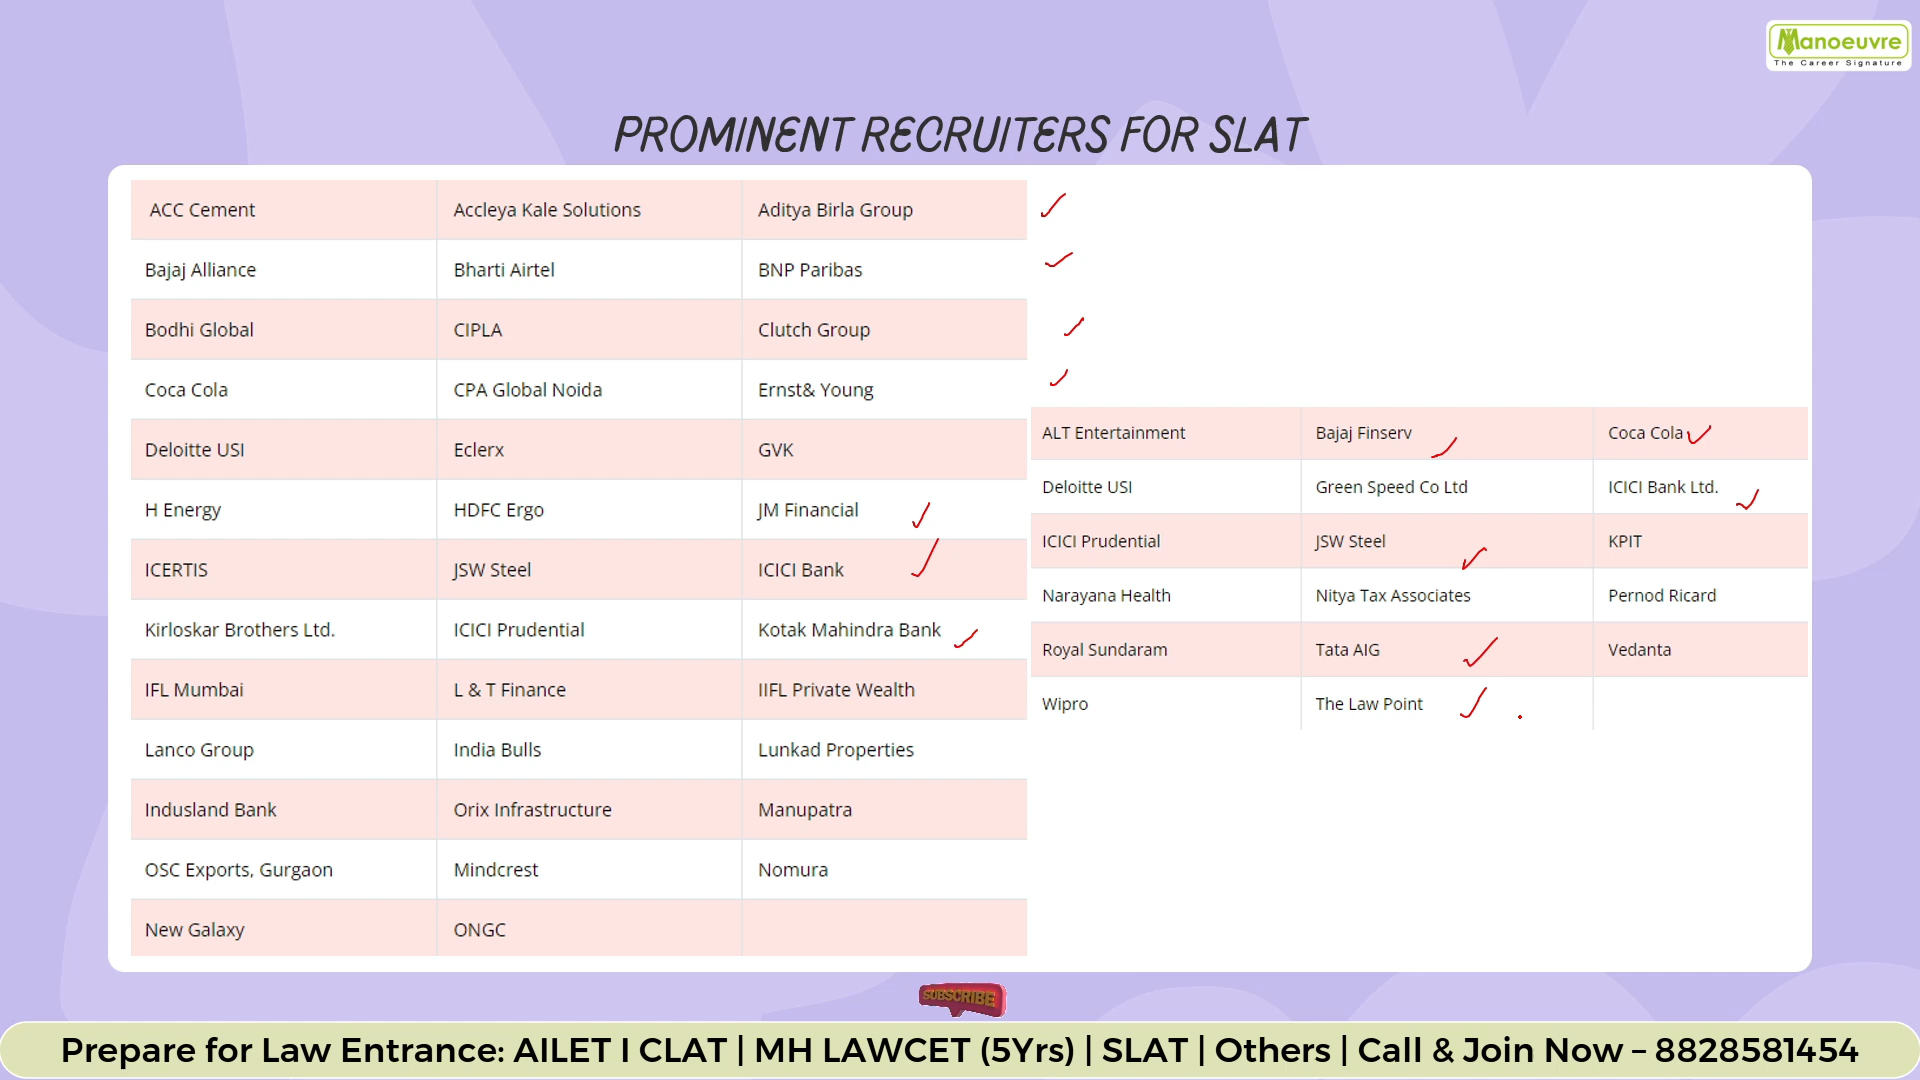 Manoeuvre
The Career Signature
PROMINENT RECRUITERS FOR SLAT
ACC Cement Accleya Kale Solutions Aditya Birla Group
Bajaj Alliance Bharti Airtel BNP Paribas
Bodhi Global CIPLA Clutch Group
Coca Cola CPA Global Noida Ernst& Young
Deloitte USI Eclerx GVK
H Energy HDFC Ergo JM Financial
ICERTIS JSW Steel ICICI Bank
Kirloskar Brothers Ltd. ICICI Prudential Kotak Mahindra Bank
IFL Mumbai L & T Finance IIFL Private Wealth
Lanco Group India Bulls Lunkad Properties
Indusland Bank Orix Infrastructure Manupatra
OSC Exports, Gurgaon Mindcrest Nomura
New Galaxy ONGC
ALT Entertainment Bajaj Finserv Coca Cola
Deloitte USI Green Speed Co Ltd ICICI Bank Ltd.
ICICI Prudential JSW Steel KPIT
Narayana Health Nitya Tax Associates Pernod Ricard
Royal Sundaram Tata AIG Vedanta
Wipro The Law Point
SUBSCRIBE
Prepare for Law Entrance: AILET I CLAT | MH LAWCET (5Yrs) | SLAT | Others | Call & Join Now – 8828581454